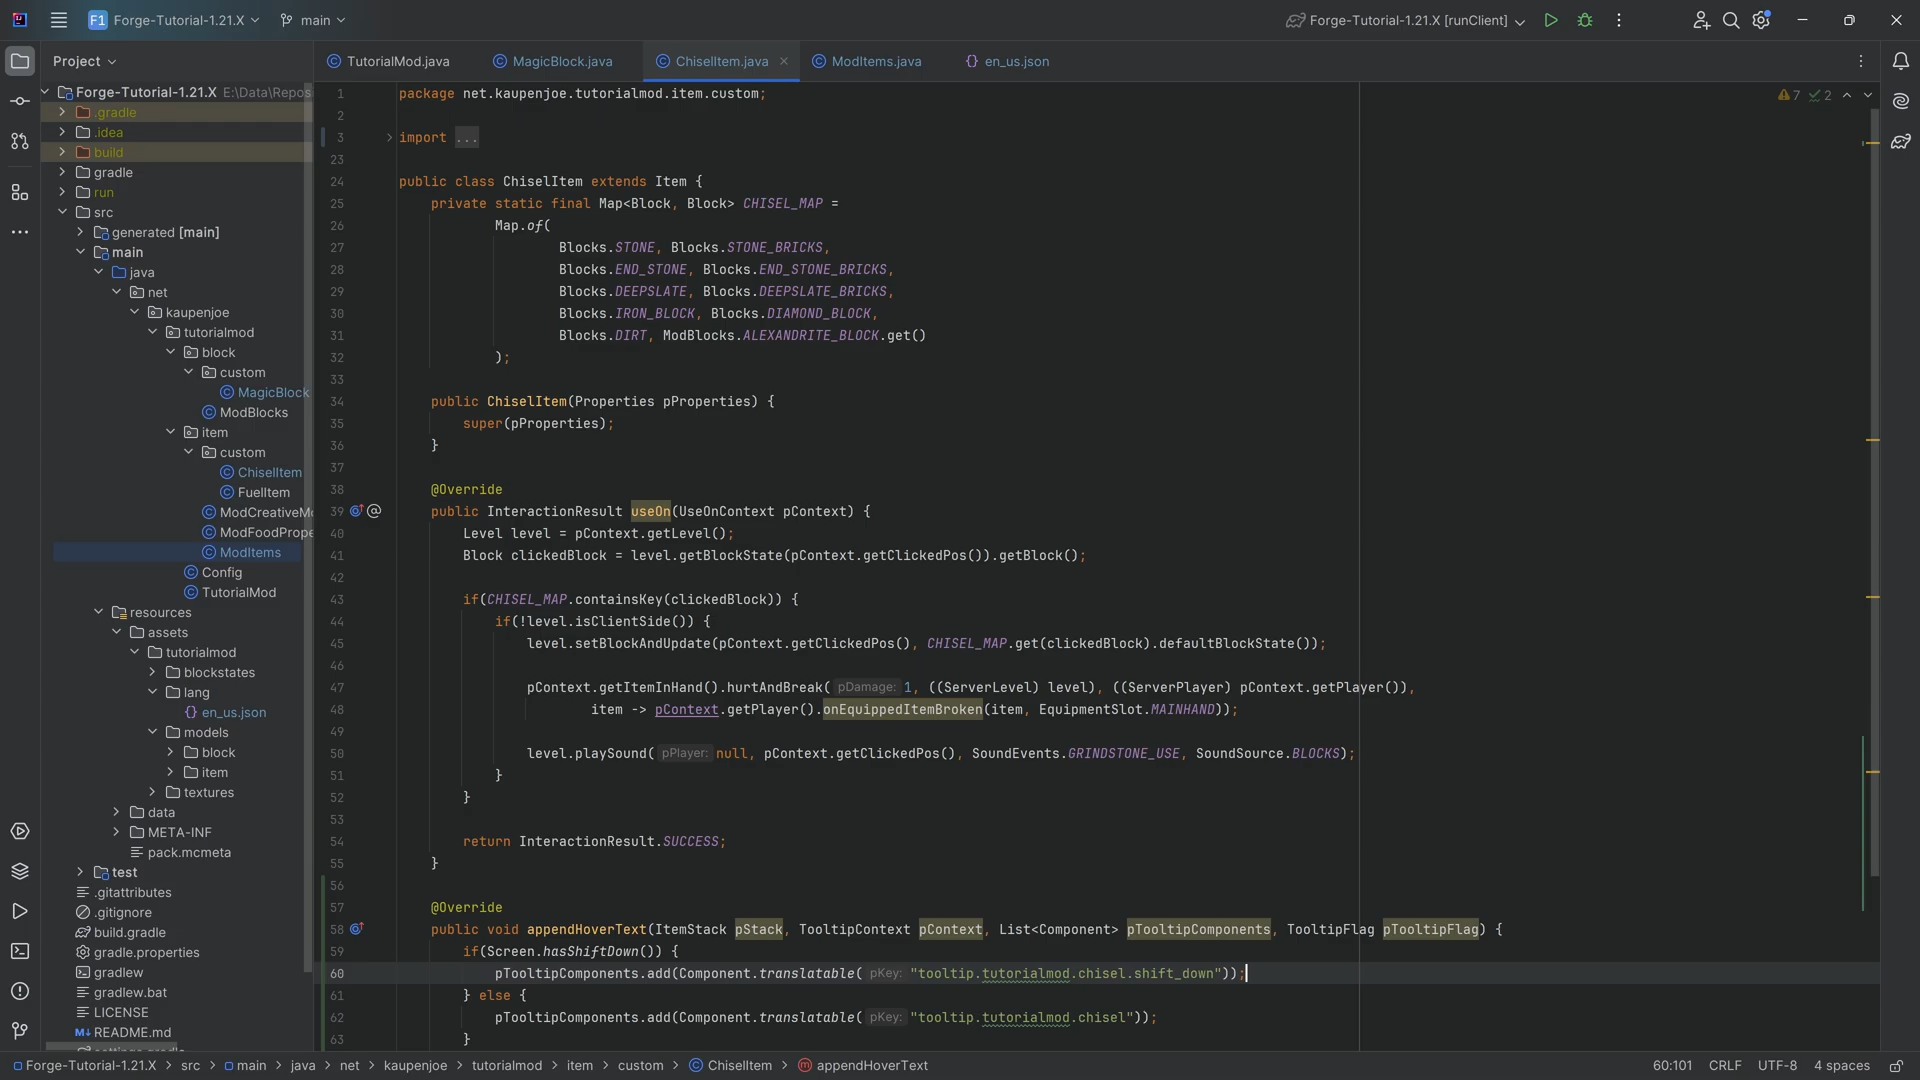 F1 Forge-Tutorial-1.21.X main
Forge-Tutorial-1.21.X [runClient]
Project
TutorialMod.java MagicBlock.java ChiselItem.java ModItems.java {} en_us.json
Forge-Tutorial-1.21.X E:\Data\Repos
.gradle
.idea
build
gradle
run
src
generated [main]
main
java
net
kaupenjoe
tutorialmod
block
custom
MagicBlock
ModBlocks
item
custom
ChiselItem
FuelItem
ModCreativeMo
ModFoodPrope
ModItems
Config
TutorialMod
resources
assets
tutorialmod
blockstates
lang
{} en_us.json
models
block
item
textures
data
META-INF
pack.mcmeta
test
.gitattributes
.gitignore
build.gradle
gradle.properties
gradlew
gradlew.bat
LICENSE
M↓ README.md
7 2
1 package net.kaupenjoe.tutorialmod.item.custom;
2
3 import ...
23
24 public class ChiselItem extends Item {
25 private static final Map<Block, Block> CHISEL_MAP =
26 Map.of(
27 Blocks.STONE, Blocks.STONE_BRICKS,
28 Blocks.END_STONE, Blocks.END_STONE_BRICKS,
29 Blocks.DEEPSLATE, Blocks.DEEPSLATE_BRICKS,
30 Blocks.IRON_BLOCK, Blocks.DIAMOND_BLOCK,
31 Blocks.DIRT, ModBlocks.ALEXANDRITE_BLOCK.get()
32 );
33
34 public ChiselItem(Properties pProperties) {
35 super(pProperties);
36 }
37
38 @Override
39 @ public InteractionResult useOn(UseOnContext pContext) {
40 Level level = pContext.getLevel();
41 Block clickedBlock = level.getBlockState(pContext.getClickedPos()).getBlock();
42
43 if(CHISEL_MAP.containsKey(clickedBlock)) {
44 if(!level.isClientSide()) {
45 level.setBlockAndUpdate(pContext.getClickedPos(), CHISEL_MAP.get(clickedBlock).defaultBlockState());
46
47 pContext.getItemInHand().hurtAndBreak( pDamage: 1, ((ServerLevel) level), ((ServerPlayer) pContext.getPlayer()),
48 item -> pContext.getPlayer().onEquippedItemBroken(item, EquipmentSlot.MAINHAND));
49
50 level.playSound( pPlayer: null, pContext.getClickedPos(), SoundEvents.GRINDSTONE_USE, SoundSource.BLOCKS);
51 }
52 }
53
54 return InteractionResult.SUCCESS;
55 }
56
57 @Override
58 public void appendHoverText(ItemStack pStack, TooltipContext pContext, List<Component> pTooltipComponents, TooltipFlag pTooltipFlag) {
59 if(Screen.hasShiftDown()) {
60 pTooltipComponents.add(Component.translatable( pKey: "tooltip.tutorialmod.chisel.shift_down"));
61 } else {
62 pTooltipComponents.add(Component.translatable( pKey: "tooltip.tutorialmod.chisel"));
63 }
Forge-Tutorial-1.21.X > src > main > java > net > kaupenjoe > tutorialmod > item > custom > ChiselItem > appendHoverText
60:101 CRLF UTF-8 4 spaces